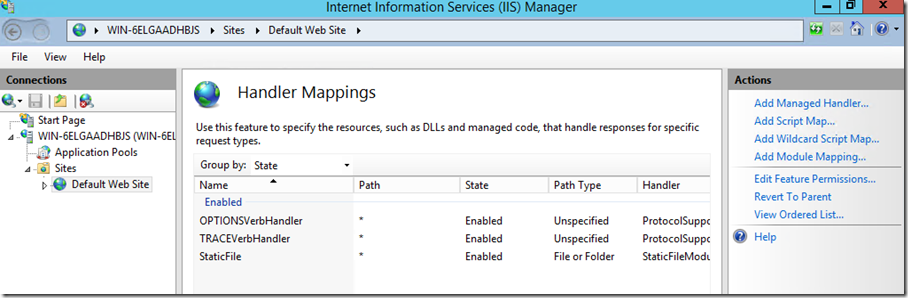 Internet Information Services (IIS) Manager
WIN-6ELGAADHBJS Sites Default Web Site
File View Help
Connections
Start Page
WIN-6ELGAADHBJS (WIN-6EL
Application Pools
Sites
Default Web Site
Handler Mappings
Use this feature to specify the resources, such as DLLs and managed code, that handle responses for specific
request types.
Group by: State
Name Path State Path Type Handler
Enabled
OPTIONSVerbHandler * Enabled Unspecified ProtocolSuppo
TRACEVerbHandler * Enabled Unspecified ProtocolSuppo
StaticFile * Enabled File or Folder StaticFileModu
Actions
Add Managed Handler...
Add Script Map...
Add Wildcard Script Map...
Add Module Mapping...
Edit Feature Permissions...
Revert To Parent
View Ordered List...
Help